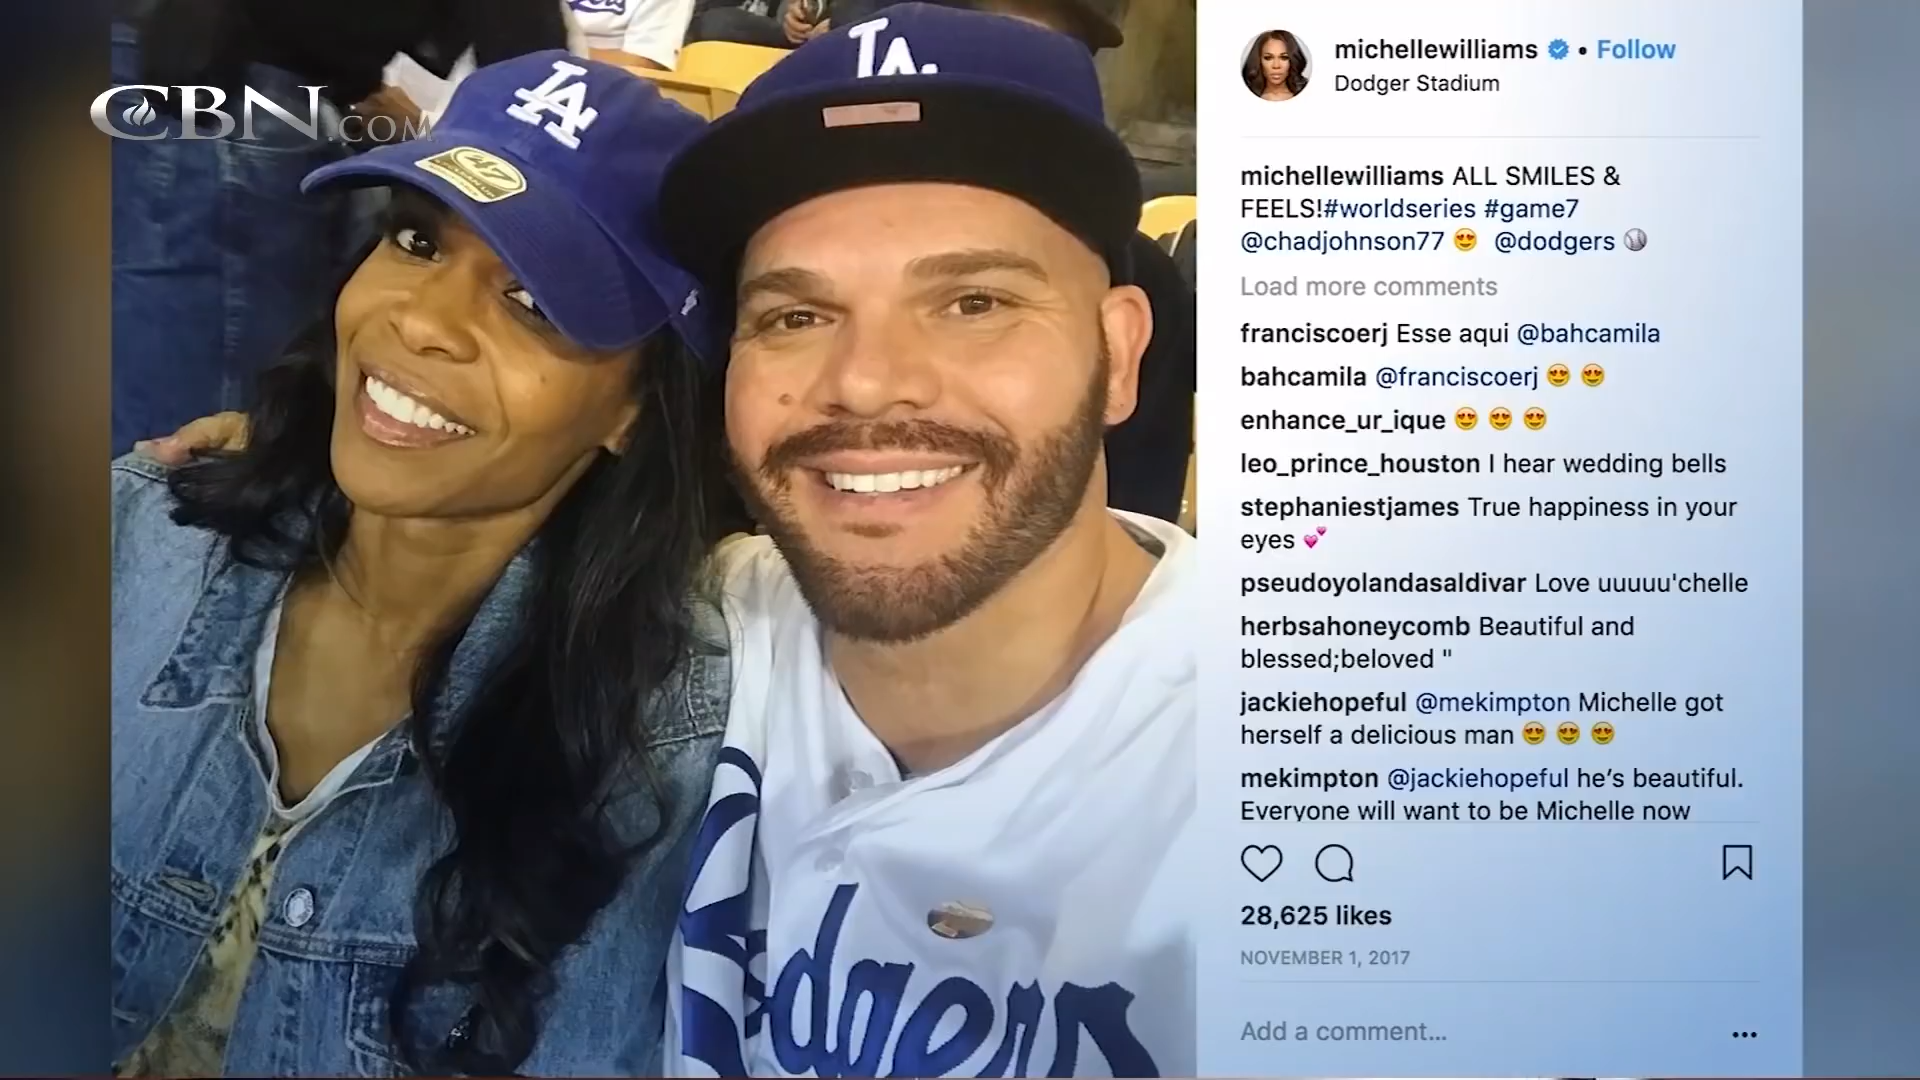 CBN.COM
LA
LA
47
michellewilliams • Follow
Dodger Stadium
michellewilliams ALL SMILES &
FEELS!#worldseries #game7
@chadjohnson77 😍 @dodgers ⚾
Load more comments
franciscoerj Esse aqui @bahcamila
bahcamila @franciscoerj 😍 😍
enhance_ur_ique 😍 😍 😍
leo_prince_houston I hear wedding bells
stephaniestjames True happiness in your
eyes 💕
pseudoyolandasaldivar Love uuuuu'chelle
herbsahoneycomb Beautiful and
blessed;beloved "
jackiehopeful @mekimpton Michelle got
herself a delicious man 😍 😍 😍
mekimpton @jackiehopeful he’s beautiful.
Everyone will want to be Michelle now
28,625 likes
NOVEMBER 1, 2017
Add a comment...
Dodgers